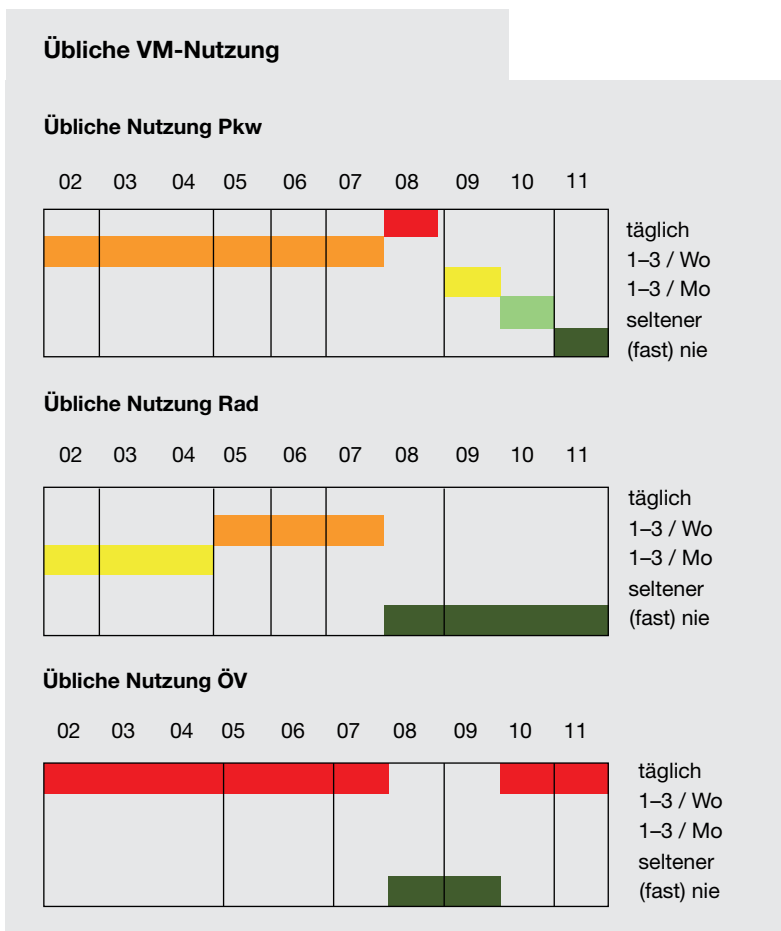 Übliche VM-Nutzung
Übliche Nutzung Pkw
02 03 04 05 06 07 08 09 10 11
täglich
1–3 / Wo
1–3 / Mo
seltener
(fast) nie
Übliche Nutzung Rad
02 03 04 05 06 07 08 09 10 11
täglich
1–3 / Wo
1–3 / Mo
seltener
(fast) nie
Übliche Nutzung ÖV
02 03 04 05 06 07 08 09 10 11
täglich
1–3 / Wo
1–3 / Mo
seltener
(fast) nie